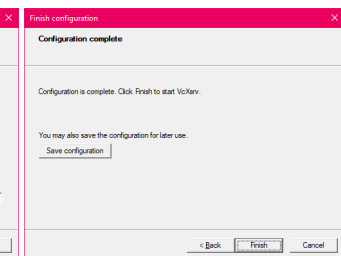 Finish configuration
Configuration complete
Configuration is complete. Click Finish to start VcXsrv.
You may also save the configuration for later use.
Save configuration
< Back
Finish
Cancel